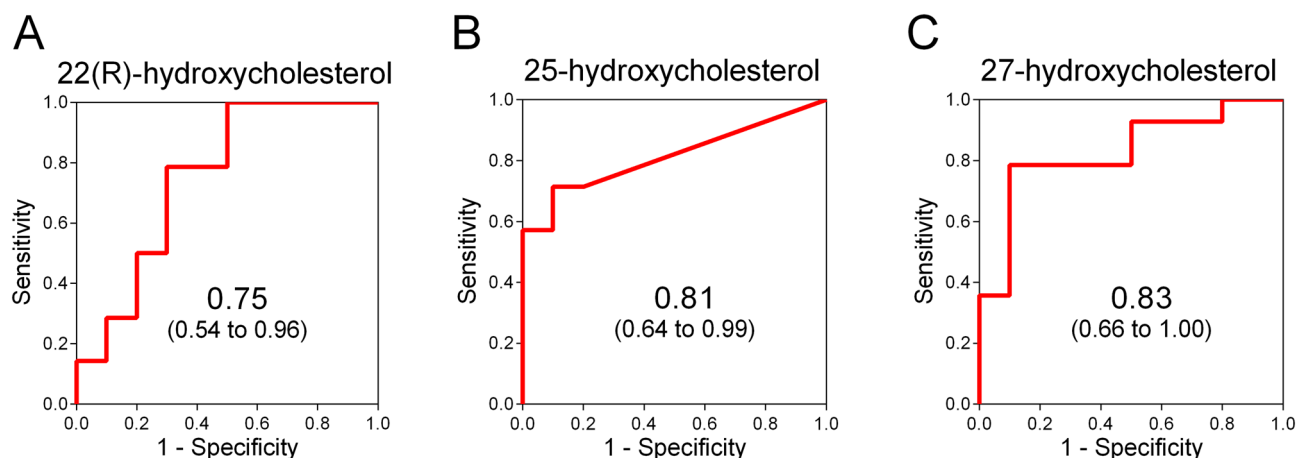 A
22(R)-hydroxycholesterol
1.0
0.8
0.6
0.4
0.2
0.0
Sensitivity
0.75
(0.54 to 0.96)
0.0 0.2 0.4 0.6 0.8 1.0
1 - Specificity
B
25-hydroxycholesterol
1.0
0.8
0.6
0.4
0.2
0.0
Sensitivity
0.81
(0.64 to 0.99)
0.0 0.2 0.4 0.6 0.8 1.0
1 - Specificity
C
27-hydroxycholesterol
1.0
0.8
0.6
0.4
0.2
0.0
Sensitivity
0.83
(0.66 to 1.00)
0.0 0.2 0.4 0.6 0.8 1.0
1 - Specificity